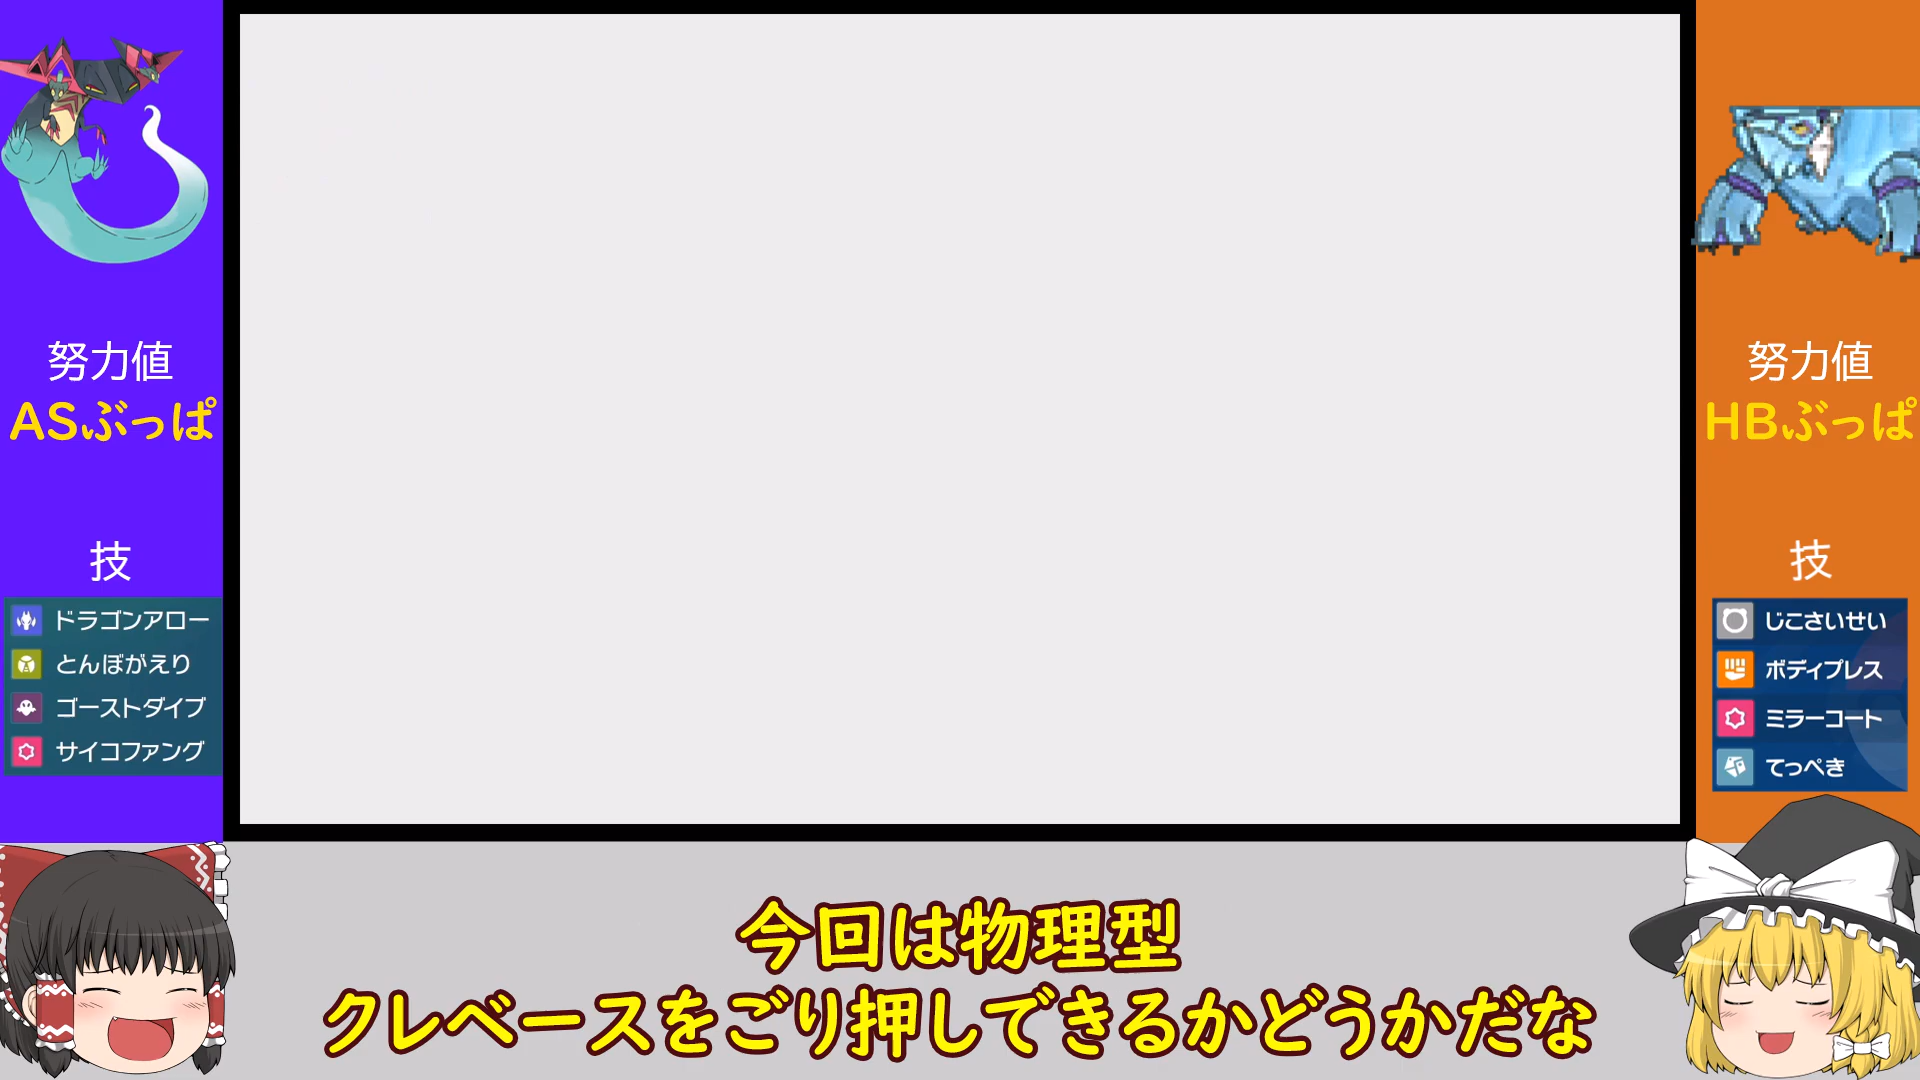 努力値
ASぶっぱ
技
ドラゴンアロー
とんぼがえり
ゴーストダイブ
サイコファング
努力値
HBぶっぱ
技
じこさいせい
ボディプレス
ミラーコート
てっぺき
今回は物理型
クレベースをごり押しできるかどうかだな